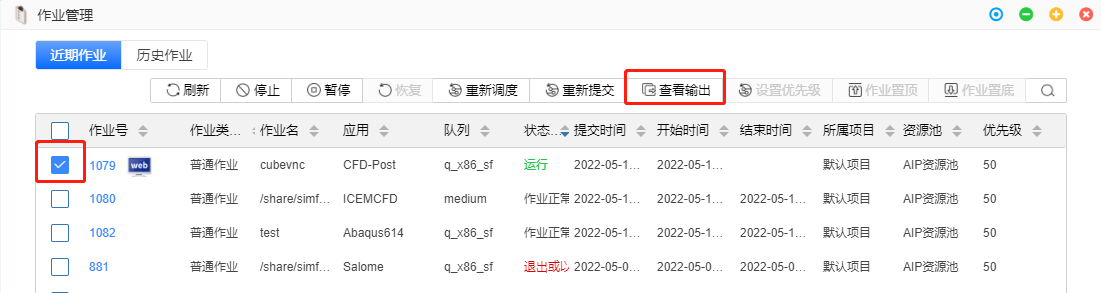 作业管理
近期作业 历史作业
刷新 停止 暂停 恢复 重新调度 重新提交 查看输出 设置优先级 作业置顶 作业置底
作业号 作业类... 作业名 应用 队列 状态... 提交时间 开始时间 结束时间 所属项目 资源池 优先级
1079 web 普通作业 cubevnc CFD-Post q_x86_sf 运行 2022-05-1... 2022-05-1... 默认项目 AIP资源池 50
1080 普通作业 /share/simf... ICEMCFD medium 作业正常 2022-05-1... 2022-05-1... 2022-05-1... 默认项目 AIP资源池 50
1082 普通作业 test Abaqus614 q_x86_sf 作业正常 2022-05-1... 2022-05-1... 2022-05-1... 默认项目 AIP资源池 50
881 普通作业 /share/simf... Salome q_x86_sf 退出或以 2022-05-0... 2022-05-0... 2022-05-0... 默认项目 AIP资源池 50